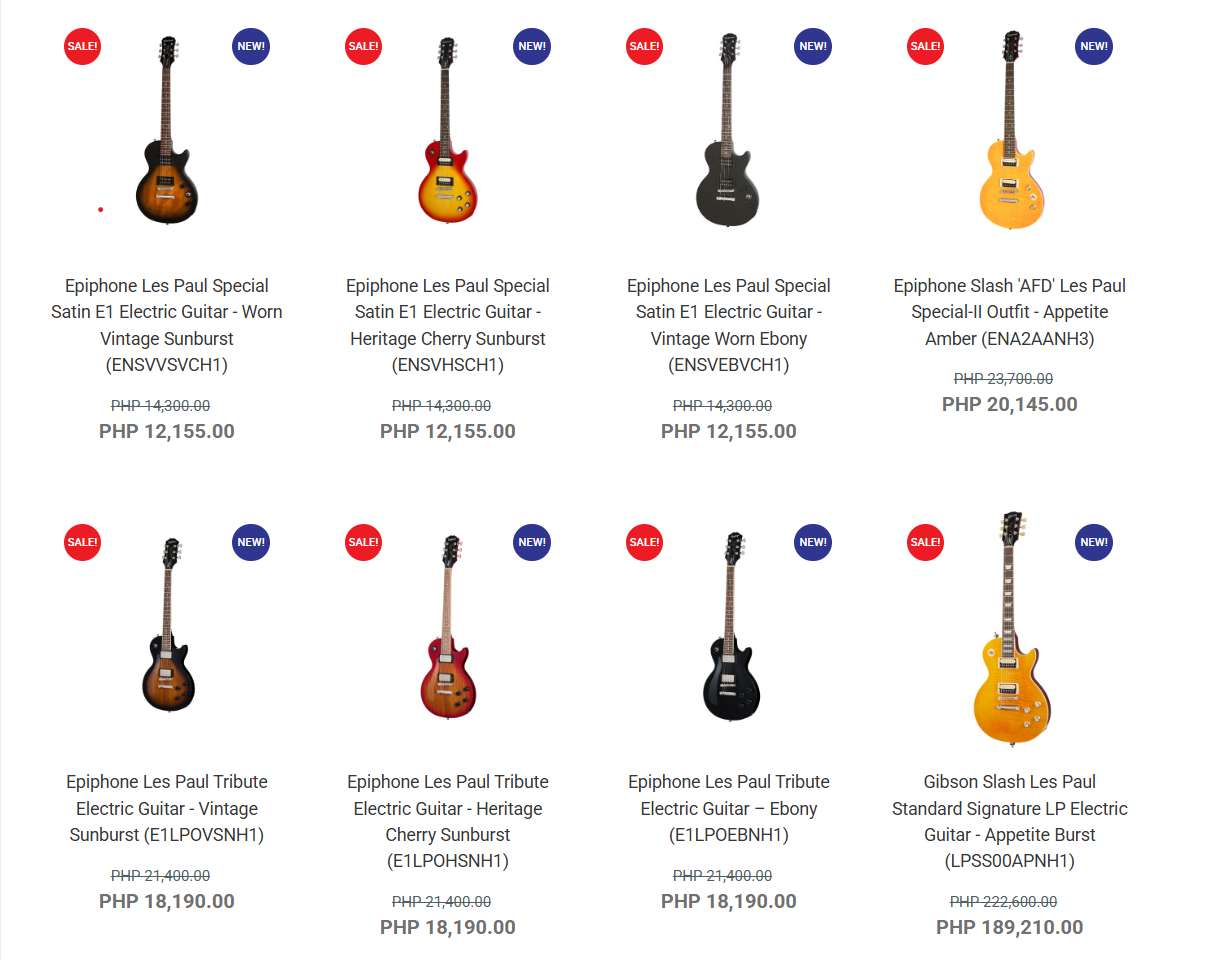 SALE!
NEW!
SALE!
NEW!
SALE!
NEW!
SALE!
NEW!
Epiphone Les Paul Special
Satin E1 Electric Guitar - Worn
Vintage Sunburst
(ENSVVSVCH1)
PHP 14,300.00
PHP 12,155.00
Epiphone Les Paul Special
Satin E1 Electric Guitar -
Heritage Cherry Sunburst
(ENSVHSCH1)
PHP 14,300.00
PHP 12,155.00
Epiphone Les Paul Special
Satin E1 Electric Guitar -
Vintage Worn Ebony
(ENSVEBVCH1)
PHP 14,300.00
PHP 12,155.00
Epiphone Slash 'AFD' Les Paul
Special-II Outfit - Appetite
Amber (ENA2AANH3)
PHP 23,700.00
PHP 20,145.00
SALE!
NEW!
SALE!
NEW!
SALE!
NEW!
SALE!
NEW!
Epiphone Les Paul Tribute
Electric Guitar - Vintage
Sunburst (E1LPOVSNH1)
PHP 21,400.00
PHP 18,190.00
Epiphone Les Paul Tribute
Electric Guitar - Heritage
Cherry Sunburst
(E1LPOHSNH1)
PHP 21,400.00
PHP 18,190.00
Epiphone Les Paul Tribute
Electric Guitar – Ebony
(E1LPOEBNH1)
PHP 21,400.00
PHP 18,190.00
Gibson Slash Les Paul
Standard Signature LP Electric
Guitar - Appetite Burst
(LPSS00APNH1)
PHP 222,600.00
PHP 189,210.00